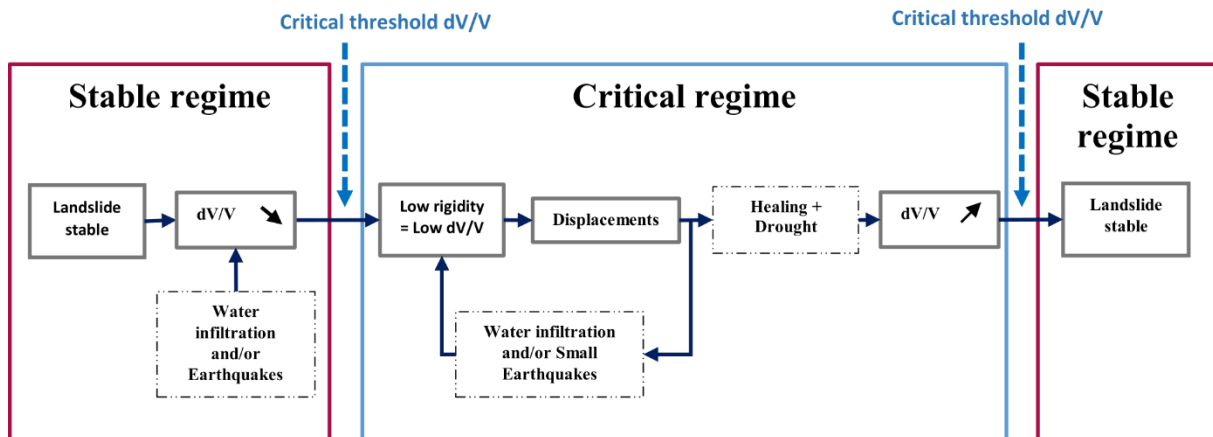 Critical threshold dV/V
Critical threshold dV/V
Stable regime
Critical regime
Stable
regime
Landslide
stable
dV/V
Water
infiltration
and/or
Earthquakes
Low rigidity
= Low dV/V
Displacements
Water infiltration
and/or Small
Earthquakes
Healing +
Drought
dV/V
Landslide
stable